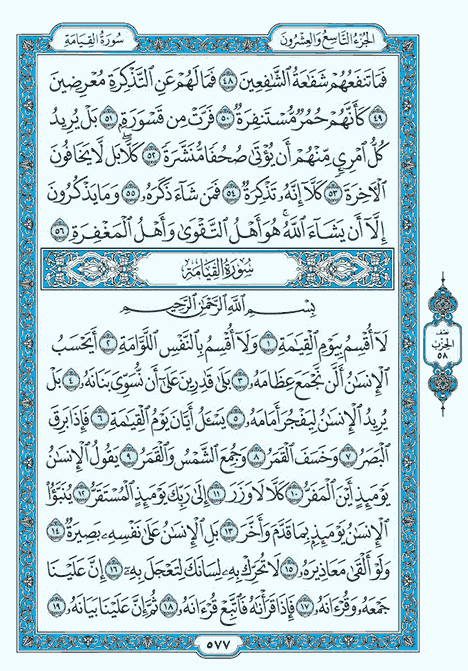 الجزء التاسع والعشرون
سورة القيامة
فَمَا تَنفَعُهُمْ شَفَٰعَةُ ٱلشَّٰفِعِينَ ٤٨ فَمَا لَهُمْ عَنِ ٱلتَّذْكِرَةِ مُعْرِضِينَ
٤٩ كَأَنَّهُمْ حُمُرٌ مُّسْتَنفِرَةٌ ٥٠ فَرَّتْ مِن قَسْوَرَةٍۭ ٥١ بَلْ يُرِيدُ
كُلُّ ٱمْرِئٍ مِّنْهُمْ أَن يُؤْتَىٰ صُحُفًا مُّنَشَّرَةً ٥٢ كَلَّاۖ بَل لَّا يَخَافُونَ
ٱلْءَاخِرَةَ ٥٣ كَلَّآ إِنَّهُۥ تَذْكِرَةٌ ٥٤ فَمَن شَآءَ ذَكَرَهُۥ ٥٥ وَمَا يَذْكُرُونَ
إِلَّآ أَن يَشَآءَ ٱللَّهُۚ هُوَ أَهْلُ ٱلتَّقْوَىٰ وَأَهْلُ ٱلْمَغْفِرَةِ ٥٦
سورة القيامة
بِسْمِ ٱللَّهِ ٱلرَّحْمَٰنِ ٱلرَّحِيمِ
لَآ أُقْسِمُ بِيَوْمِ ٱلْقِيَٰمَةِ ١ وَلَآ أُقْسِمُ بِٱلنَّفْسِ ٱللَّوَّامَةِ ٢ أَيَحْسَبُ
ٱلْإِنسَٰنُ أَلَّن نَّجْمَعَ عِظَامَهُۥ ٣ بَلَىٰ قَٰدِرِينَ عَلَىٰٓ أَن نُّسَوِّىَ بَنَانَهُۥ ٤ بَلْ
يُرِيدُ ٱلْإِنسَٰنُ لِيَفْجُرَ أَمَامَهُۥ ٥ يَسْـَٔلُ أَيَّانَ يَوْمُ ٱلْقِيَٰمَةِ ٦ فَإِذَا بَرِقَ
ٱلْبَصَرُ ٧ وَخَسَفَ ٱلْقَمَرُ ٨ وَجُمِعَ ٱلشَّمْسُ وَٱلْقَمَرُ ٩ يَقُولُ ٱلْإِنسَٰنُ
يَوْمَئِذٍ أَيْنَ ٱلْمَفَرُّ ١٠ كَلَّا لَا وَزَرَ ١١ إِلَىٰ رَبِّكَ يَوْمَئِذٍ ٱلْمُسْتَقَرُّ ١٢ يُنَبَّؤُا۟
ٱلْإِنسَٰنُ يَوْمَئِذٍۭ بِمَا قَدَّمَ وَأَخَّرَ ١٣ بَلِ ٱلْإِنسَٰنُ عَلَىٰ نَفْسِهِۦ بَصِيرَةٌ ١٤
وَلَوْ أَلْقَىٰ مَعَاذِيرَهُۥ ١٥ لَا تُحَرِّكْ بِهِۦ لِسَانَكَ لِتَعْجَلَ بِهِۦٓ ١٦ إِنَّ عَلَيْنَا
جَمْعَهُۥ وَقُرْءَانَهُۥ ١٧ فَإِذَا قَرَأْنَٰهُ فَٱتَّبِعْ قُرْءَانَهُۥ ١٨ ثُمَّ إِنَّ عَلَيْنَا بَيَانَهُۥ ١٩
نصف
الحزب
٥٨
٥٧٧